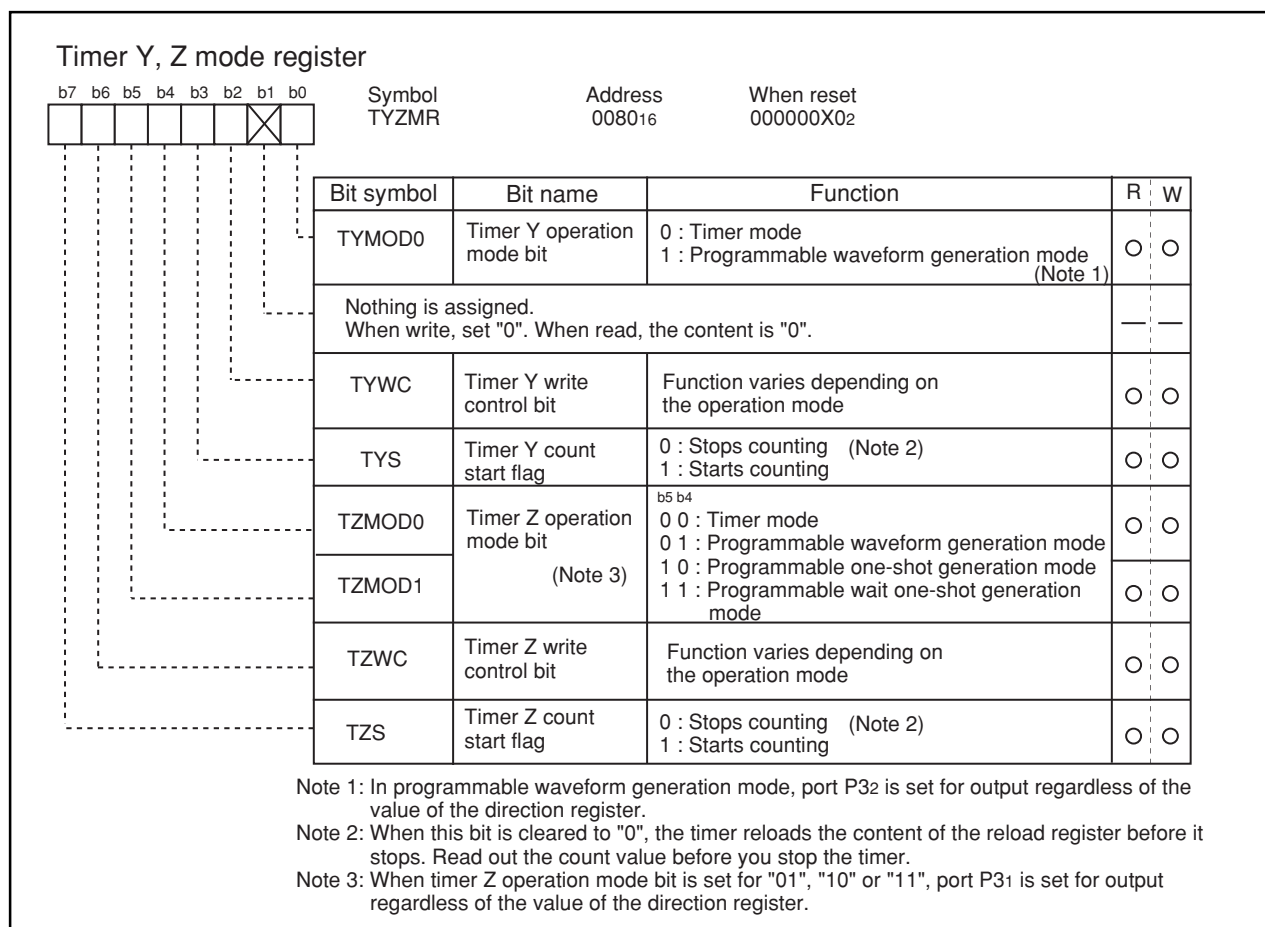 Timer Y, Z mode register
b7 b6 b5 b4 b3 b2 b1 b0
Symbol Address When reset
TYZMR 008016 000000X02
Bit symbol Bit name Function R W
TYMOD0 Timer Y operation mode bit
0 : Timer mode
1 : Programmable waveform generation mode
(Note 1)
Nothing is assigned.
When write, set "0". When read, the content is "0".
TYWC Timer Y write control bit
Function varies depending on
the operation mode
TYS Timer Y count start flag
0 : Stops counting (Note 2)
1 : Starts counting
TZMOD0
TZMOD1
Timer Z operation
mode bit
(Note 3)
b5 b4
0 0 : Timer mode
0 1 : Programmable waveform generation mode
1 0 : Programmable one-shot generation mode
1 1 : Programmable wait one-shot generation
mode
TZWC Timer Z write control bit
Function varies depending on
the operation mode
TZS Timer Z count start flag
0 : Stops counting (Note 2)
1 : Starts counting
Note 1: In programmable waveform generation mode, port P32 is set for output regardless of the
value of the direction register.
Note 2: When this bit is cleared to "0", the timer reloads the content of the reload register before it
stops. Read out the count value before you stop the timer.
Note 3: When timer Z operation mode bit is set for "01", "10" or "11", port P31 is set for output
regardless of the value of the direction register.